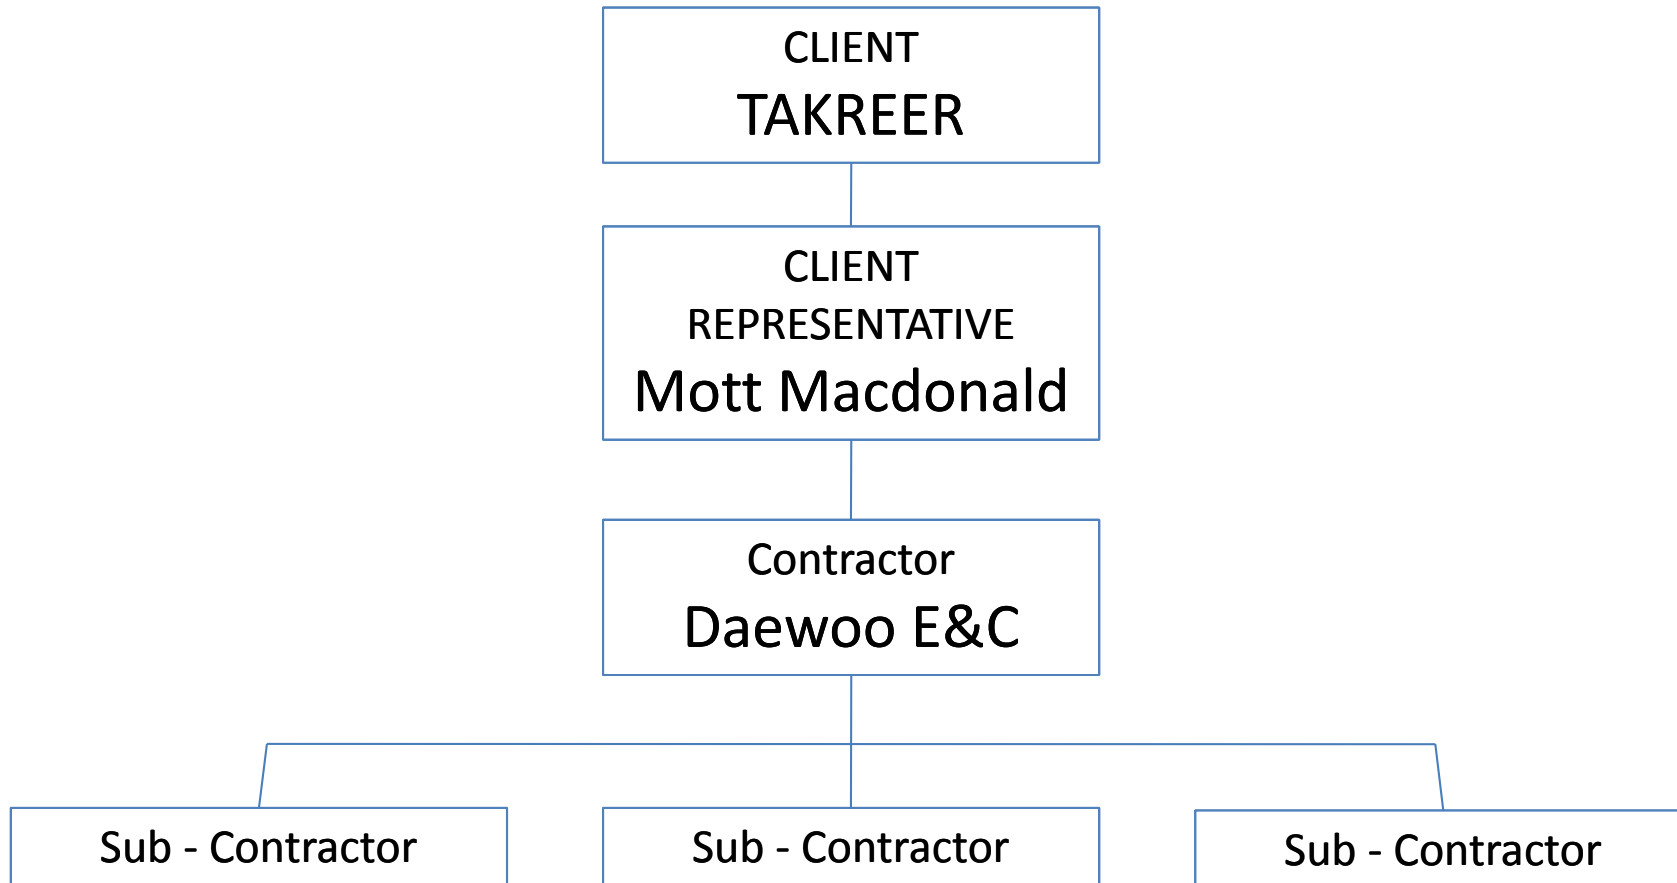 CLIENT
TAKREER
CLIENT
REPRESENTATIVE
Mott Macdonald
Contractor
Daewoo E&C
Sub - Contractor
Sub - Contractor
Sub - Contractor